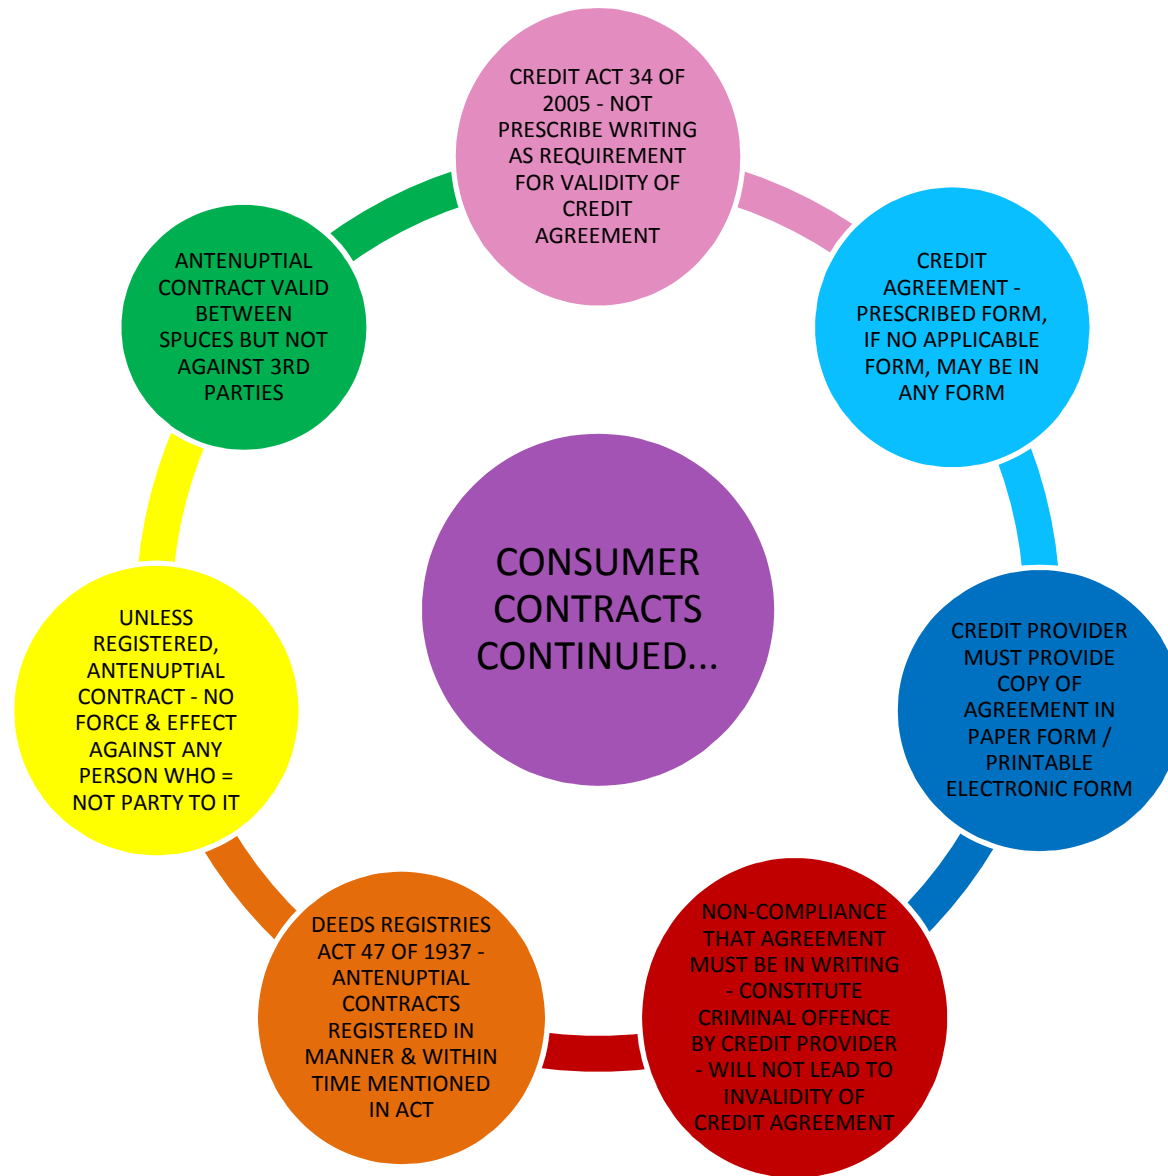 CREDIT ACT 34 OF
2005 - NOT
PRESCRIBE WRITING
AS REQUIREMENT
FOR VALIDITY OF
CREDIT
AGREEMENT
CREDIT
AGREEMENT -
PRESCRIBED FORM,
IF NO APPLICABLE
FORM, MAY BE IN
ANY FORM
CREDIT PROVIDER
MUST PROVIDE
COPY OF
AGREEMENT IN
PAPER FORM /
PRINTABLE
ELECTRONIC FORM
NON-COMPLIANCE
THAT AGREEMENT
MUST BE IN WRITING
- CONSTITUTE
CRIMINAL OFFENCE
BY CREDIT PROVIDER
- WILL NOT LEAD TO
INVALIDITY OF
CREDIT AGREEMENT
DEEDS REGISTRIES
ACT 47 OF 1937 -
ANTENUPTIAL
CONTRACTS
REGISTERED IN
MANNER & WITHIN
TIME MENTIONED
IN ACT
UNLESS
REGISTERED,
ANTENUPTIAL
CONTRACT - NO
FORCE & EFFECT
AGAINST ANY
PERSON WHO =
NOT PARTY TO IT
ANTENUPTIAL
CONTRACT VALID
BETWEEN
SPUCES BUT NOT
AGAINST 3RD
PARTIES
CONSUMER
CONTRACTS
CONTINUED...